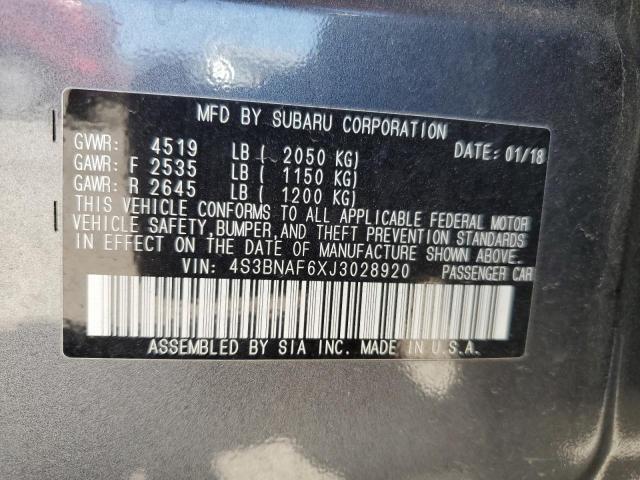 MFD BY SUBARU CORPORATION
GVWR: 4519 LB ( 2050 KG) DATE: 01/18
GAWR: F 2535 LB ( 1150 KG)
GAWR: R 2645 LB ( 1200 KG)
THIS VEHICLE CONFORMS TO ALL APPLICABLE FEDERAL MOTOR
VEHICLE SAFETY, BUMPER, AND THEFT PREVENTION STANDARDS
IN EFFECT ON THE DATE OF MANUFACTURE SHOWN ABOVE.
VIN: 4S3BNAF6XJ3028920 PASSENGER CAR
ASSEMBLED BY SIA INC. MADE IN U.S.A.